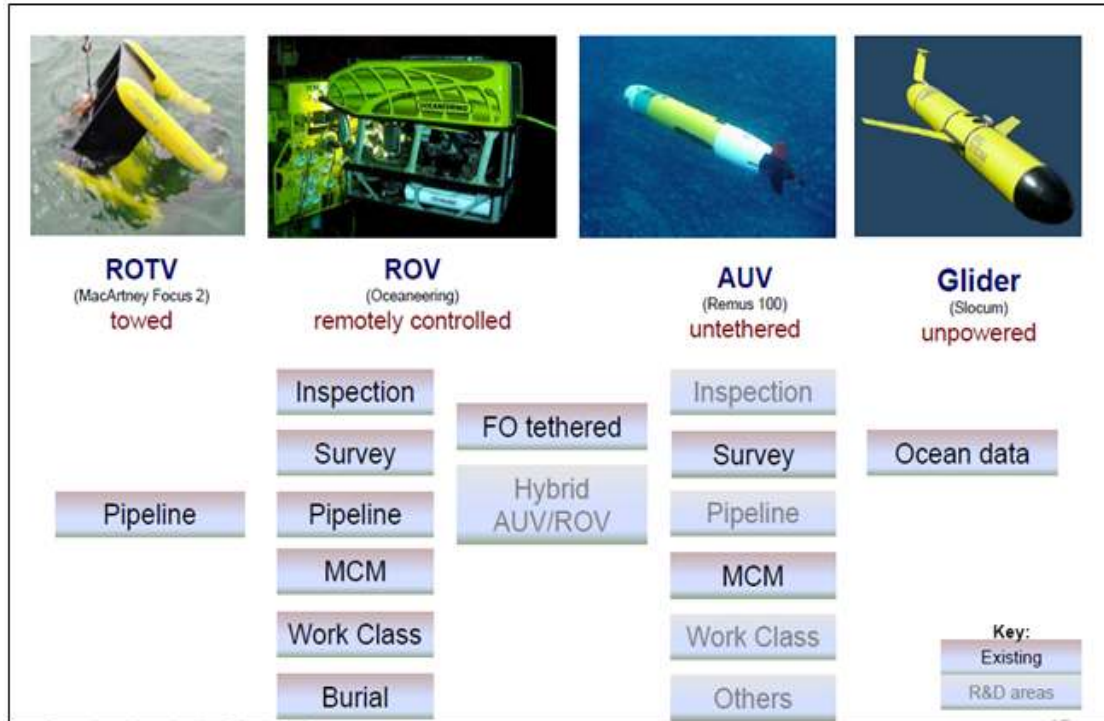 OCEANEERING
ROTV
(MacArtney Focus 2)
towed
ROV
(Oceaneering)
remotely controlled
AUV
(Remus 100)
untethered
Glider
(Slocum)
unpowered
Pipeline
Inspection
Survey
Pipeline
MCM
Work Class
Burial
FO tethered
Hybrid
AUV/ROV
Inspection
Survey
Pipeline
MCM
Work Class
Others
Ocean data
Key:
Existing
R&D areas